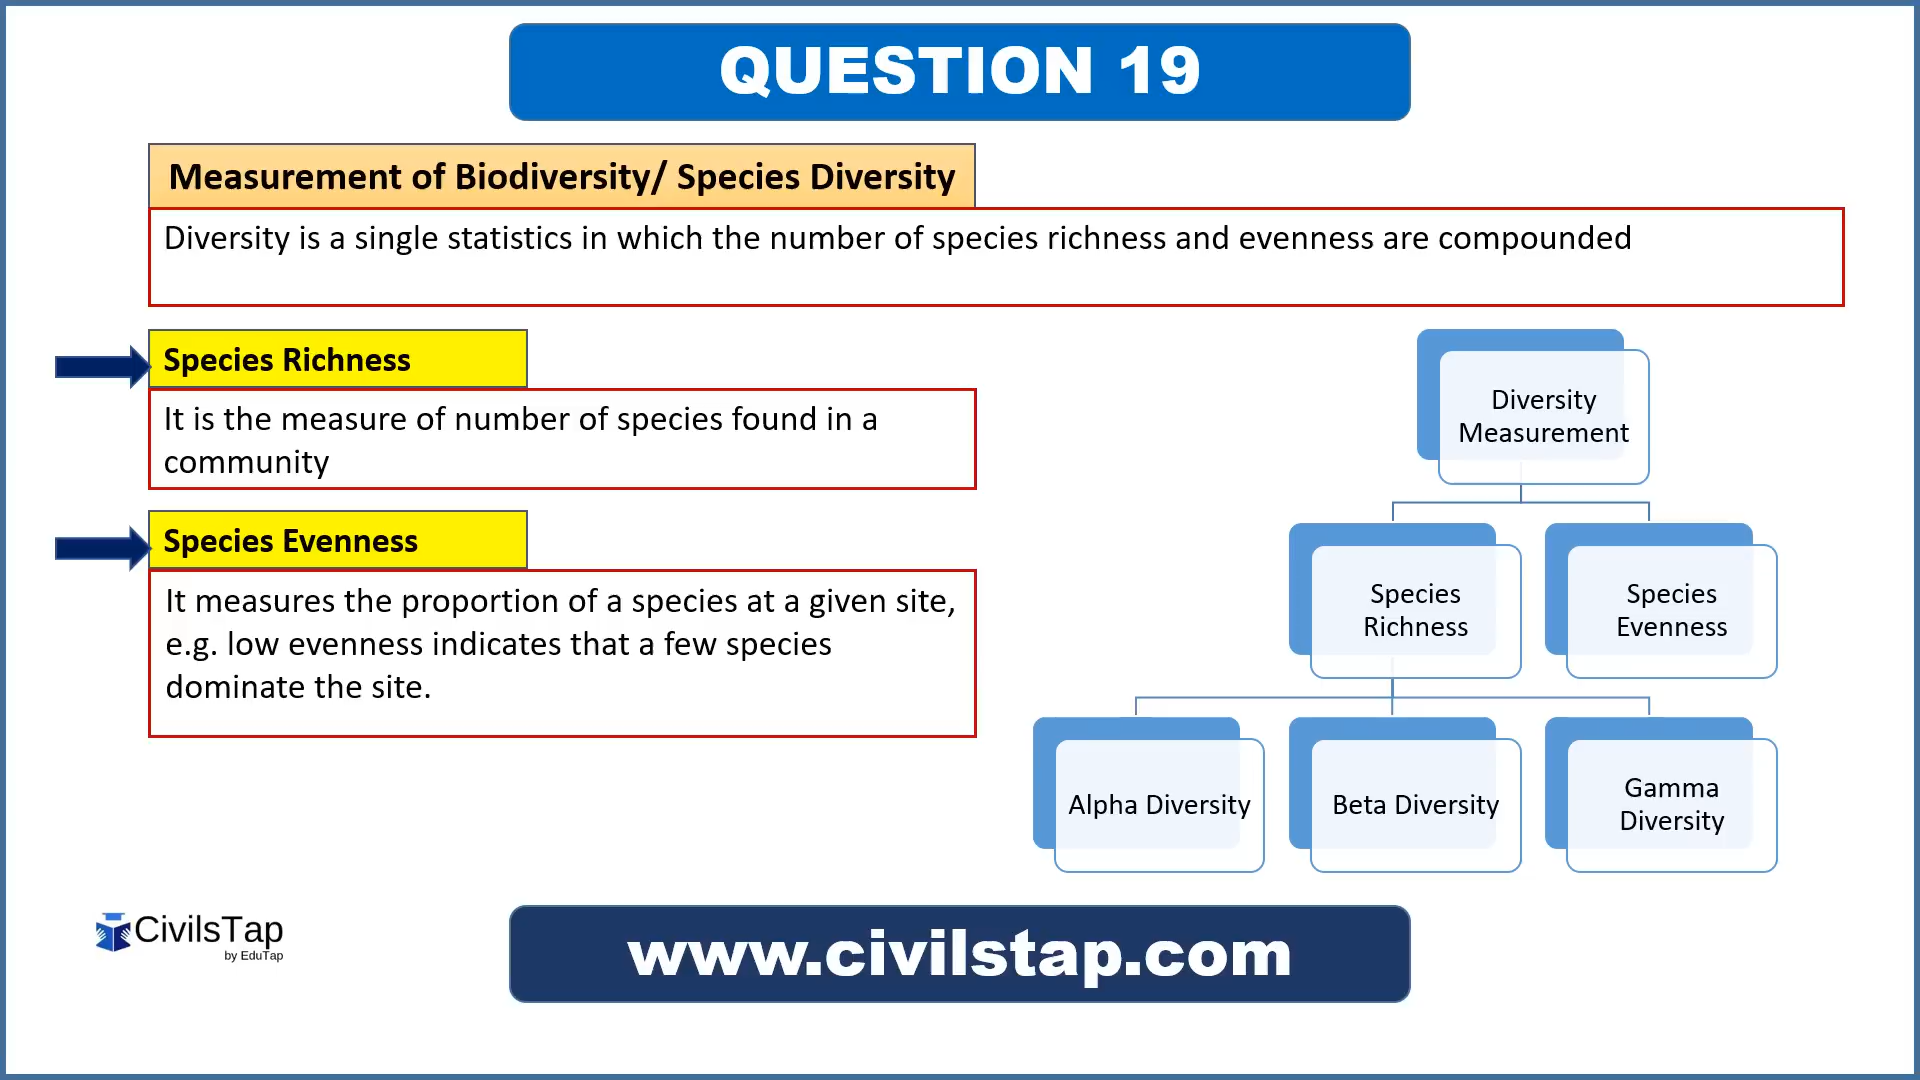 QUESTION 19
Measurement of Biodiversity/ Species Diversity
Diversity is a single statistics in which the number of species richness and evenness are compounded
Species Richness
It is the measure of number of species found in a
community
Species Evenness
It measures the proportion of a species at a given site,
e.g. low evenness indicates that a few species
dominate the site.
Diversity
Measurement
Species
Richness
Species
Evenness
Alpha Diversity
Beta Diversity
Gamma
Diversity
CivilsTap
by EduTap
www.civilstap.com